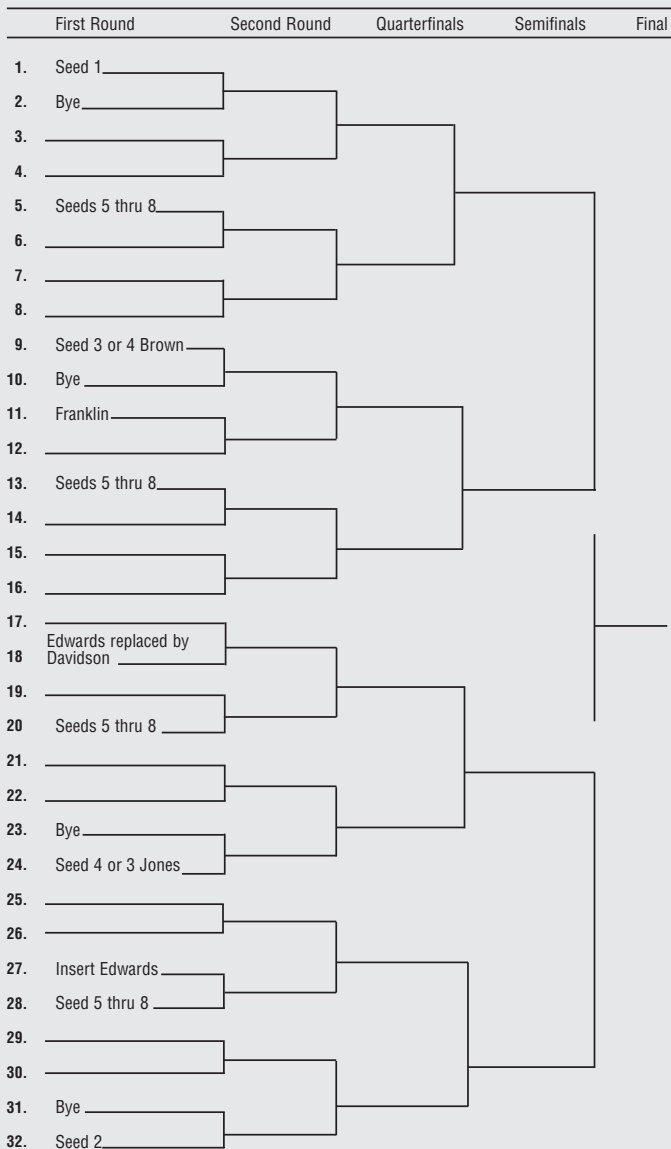 First Round Second Round Quarterfinals Semifinals Final
1. Seed 1
2. Bye
3.
4.
5. Seeds 5 thru 8
6.
7.
8.
9. Seed 3 or 4 Brown
10. Bye
11. Franklin
12.
13. Seeds 5 thru 8
14.
15.
16.
17.
Edwards replaced by
18 Davidson
19.
20 Seeds 5 thru 8
21.
22.
23. Bye
24. Seed 4 or 3 Jones
25.
26.
27. Insert Edwards
28. Seed 5 thru 8
29.
30.
31. Bye
32. Seed 2